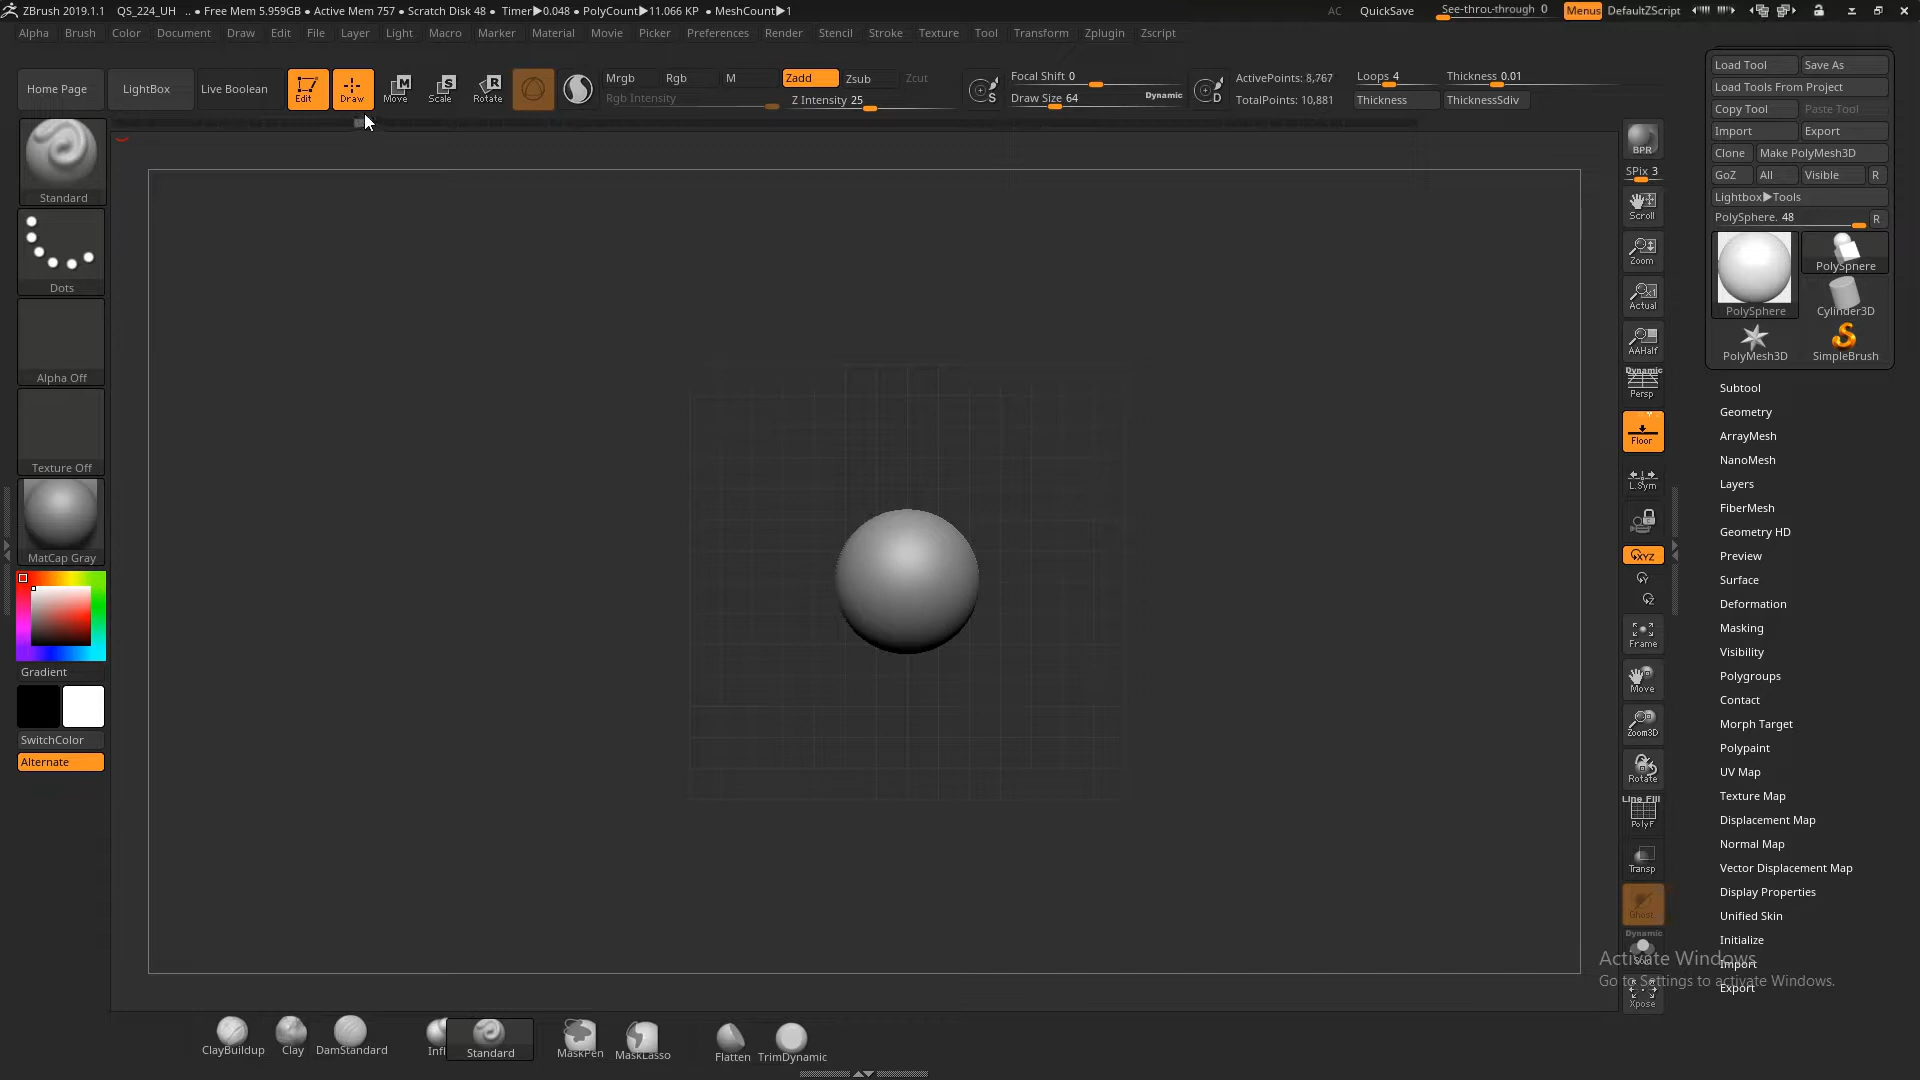 ZBrush 2019.1.1 QS_224_UH .. ● Free Mem 5.959GB ● Active Mem 757 ● Scratch Disk 48 ● Timer▶0.048 ● PolyCount▶11.066 KP ● MeshCount▶1 AC QuickSave See-through 0 Menus DefaultZScript
Alpha Brush Color Document Draw Edit File Layer Light Macro Marker Material Movie Picker Preferences Render Stencil Stroke Texture Tool Transform Zplugin Zscript
Home Page LightBox Live Boolean Edit Draw Move Scale Rotate
Mrgb Rgb M Zadd Zsub Zcut
Rgb Intensity Z Intensity 25
Focal Shift 0
Draw Size 64 Dynamic
ActivePoints: 8,767
TotalPoints: 10,881
Loops 4 Thickness 0.01
Thickness ThicknessSdiv
Standard
Dots
Alpha Off
Texture Off
MatCap Gray
Gradient
SwitchColor
Alternate
BPR
SPix 3
Scroll
Zoom
Actual
AAHalf
Dynamic
Persp
Floor
L.Sym
XYZ
Frame
Move
Zoom3D
Rotate
Line Fill
PolyF
Transp
Ghost
Dynamic
Solo
Xpose
Load Tool Save As
Load Tools From Project
Copy Tool Paste Tool
Import Export
Clone Make PolyMesh3D
GoZ All Visible R
Lightbox▶Tools
PolySphere. 48 R
PolySphere PolySphere
Cylinder3D
PolyMesh3D SimpleBrush
Subtool
Geometry
ArrayMesh
NanoMesh
Layers
FiberMesh
Geometry HD
Preview
Surface
Deformation
Masking
Visibility
Polygroups
Contact
Morph Target
Polypaint
UV Map
Texture Map
Displacement Map
Normal Map
Vector Displacement Map
Display Properties
Unified Skin
Initialize
Import
Export
Activate Windows
Go to Settings to activate Windows.
ClayBuildup Clay DamStandard Infl Standard MaskPen MaskLasso Flatten TrimDynamic